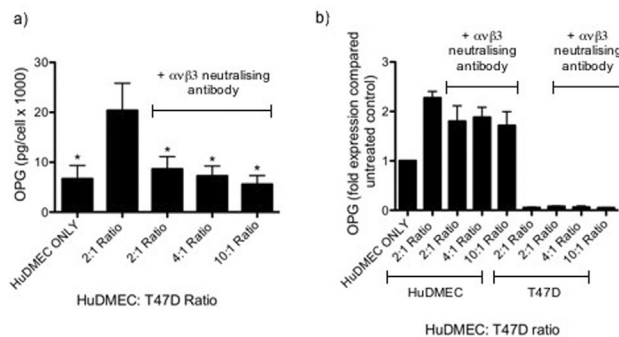 a)
+ αvβ3 neutralising
antibody
OPG (pg/cell x 1000)
30
20
10
0
*
*
*
*
HuDMEC ONLY
2:1 Ratio
2:1 Ratio
4:1 Ratio
10:1 Ratio
HuDMEC: T47D Ratio
b)
+ αvβ3
neutralising
antibody
+ αvβ3
neutralising
antibody
OPG (fold expression compared
untreated control)
3
2
1
0
HuDMEC ONLY
2:1 Ratio
2:1 Ratio
4:1 Ratio
10:1 Ratio
2:1 Ratio
2:1 Ratio
4:1 Ratio
10:1 Ratio
HuDMEC
T47D
HuDMEC: T47D ratio